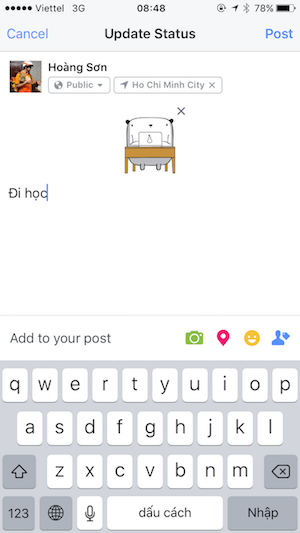 Viettel 3G 08:48 78%
Cancel Update Status Post
Hoàng Sơn
Public Ho Chi Minh City
Đi học
Add to your post
q w e r t y u i o p
a s d f g h j k l
z x c v b n m
123 dấu cách Nhập